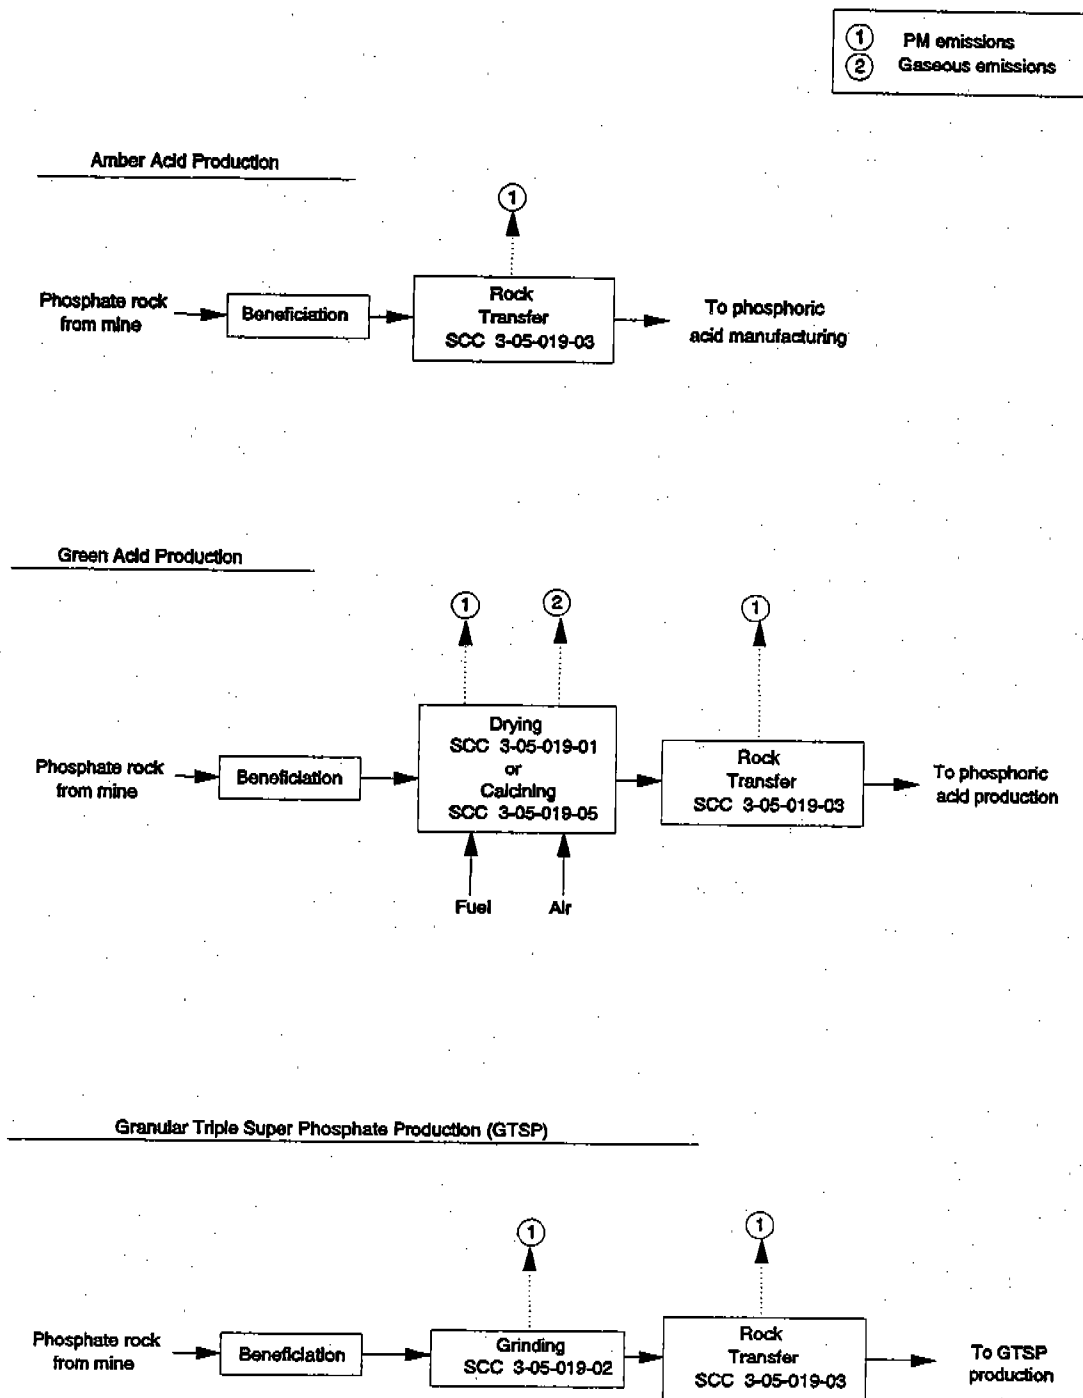 1 PM emissions
2 Gaseous emissions
Amber Acid Production
1
Phosphate rock
from mine
Beneficiation
Rock
Transfer
SCC 3-05-019-03
To phosphoric
acid manufacturing
Green Acid Production
1
2
1
Phosphate rock
from mine
Beneficiation
Drying
SCC 3-05-019-01
or
Calcining
SCC 3-05-019-05
Rock
Transfer
SCC 3-05-019-03
To phosphoric
acid production
Fuel
Air
Granular Triple Super Phosphate Production (GTSP)
1
1
Phosphate rock
from mine
Beneficiation
Grinding
SCC 3-05-019-02
Rock
Transfer
SCC 3-05-019-03
To GTSP
production